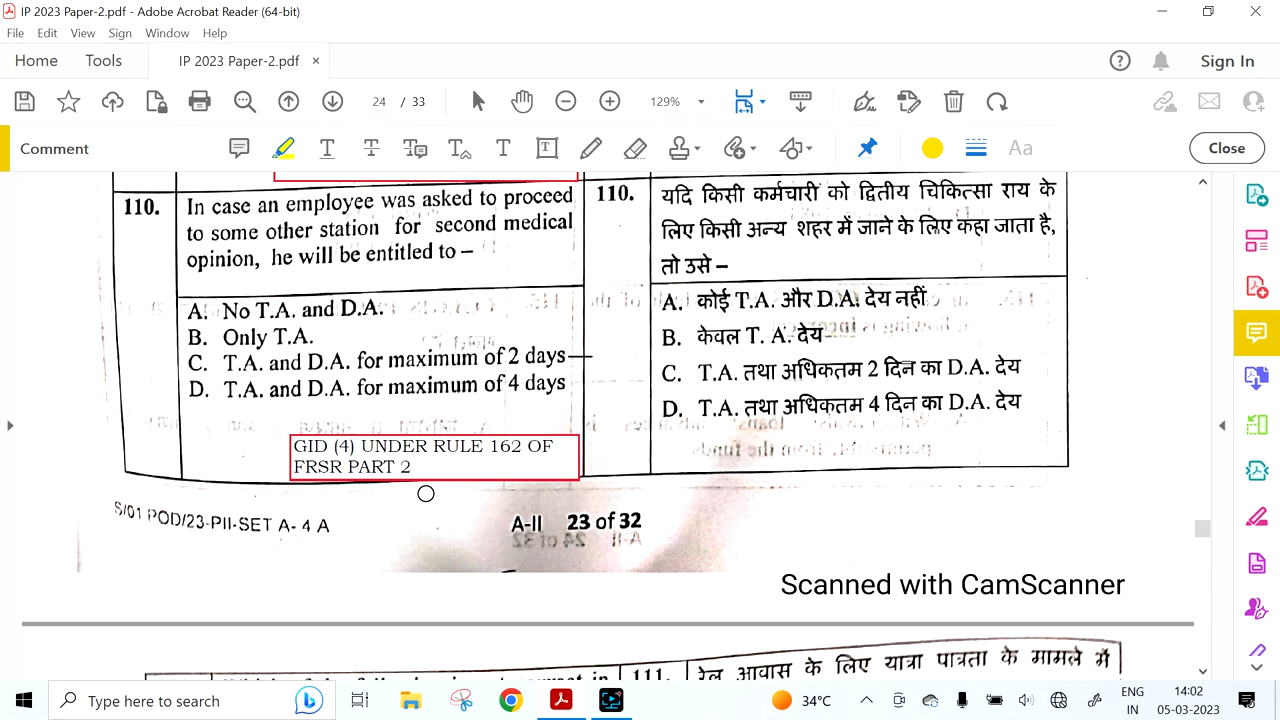 IP 2023 Paper-2.pdf - Adobe Acrobat Reader (64-bit)
File Edit View Sign Window Help
Home Tools IP 2023 Paper-2.pdf × Sign In
24 / 33 129%
Comment Aa Close
110. In case an employee was asked to proceed
to some other station for second medical
opinion, he will be entitled to –
A. No T.A. and D.A.
B. Only T.A.
C. T.A. and D.A. for maximum of 2 days
D. T.A. and D.A. for maximum of 4 days
GID (4) UNDER RULE 162 OF
FRSR PART 2
110. यदि किसी कर्मचारी को द्वितीय चिकित्सा राय के
लिए किसी अन्य शहर में जाने के लिए कहा जाता है,
तो उसे –
A. कोई T.A. और D.A. देय नहीं
B. केवल T. A. देय
C. T.A. तथा अधिकतम 2 दिन का D.A. देय
D. T.A. तथा अधिकतम 4 दिन का D.A. देय
S/01 POD/23-PII-SET A- 4 A
A-II 23 of 32
Scanned with CamScanner
111. रेल आवास के लिए यात्रा पात्रता के मामले में
Type here to search
34°C
ENG
IN
14:02
05-03-2023